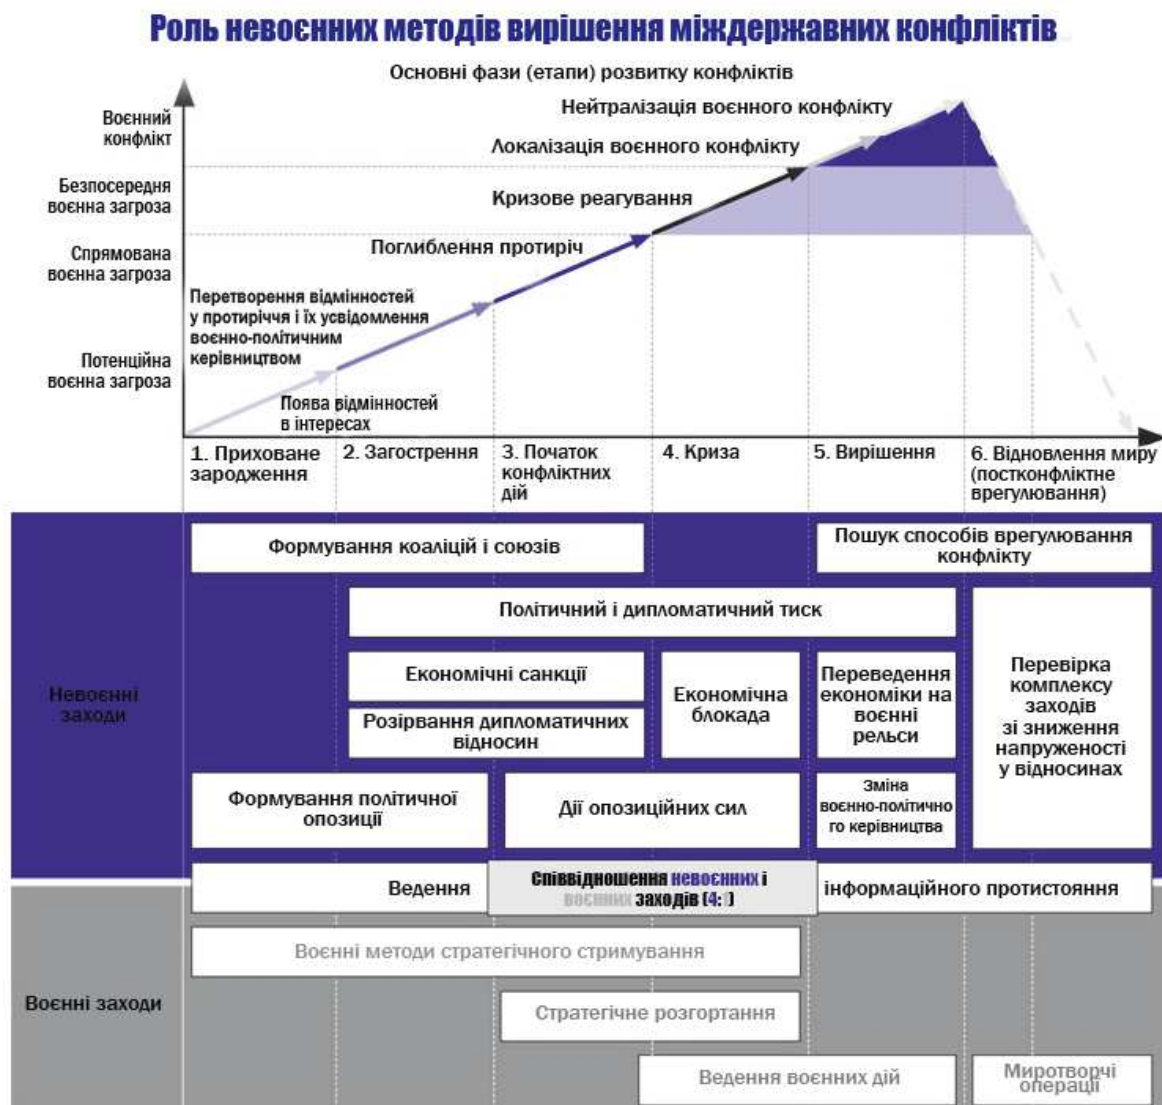 Роль невоєнних методів вирішення міждержавних конфліктів
Основні фази (етапи) розвитку конфліктів
Воєнний
конфлікт
Безпосередня
воєнна загроза
Спрямована
воєнна загроза
Потенційна
воєнна загроза
Нейтралізація воєнного конфлікту
Локалізація воєнного конфлікту
Кризове реагування
Поглиблення протиріч
Перетворення відмінностей
у протиріччя і їх усвідомлення
воєнно-політичним
керівництвом
Поява відмінностей
в інтересах
1. Приховане
зародження
2. Загострення
3. Початок
конфліктних
дій
4. Криза
5. Вирішення
6. Відновлення миру
(постконфліктне
врегулювання)
Невоєнні
заходи
Формування коаліцій і союзів
Пошук способів врегулювання
конфлікту
Політичний і дипломатичний тиск
Економічні санкції
Розірвання дипломатичних
відносин
Економічна
блокада
Переведення
економіки на
воєнні
рельси
Перевірка
комплексу
заходів
зі зниження
напруженості
у відносинах
Формування політичної
опозиції
Дії опозиційних сил
Зміна
воєнно-політично
го керівництва
Ведення
Співвідношення невоєнних і
воєнних заходів (4:1)
інформаційного протистояння
Воєнні заходи
Воєнні методи стратегічного стримування
Стратегічне розгортання
Ведення воєнних дій
Миротворчі
операції